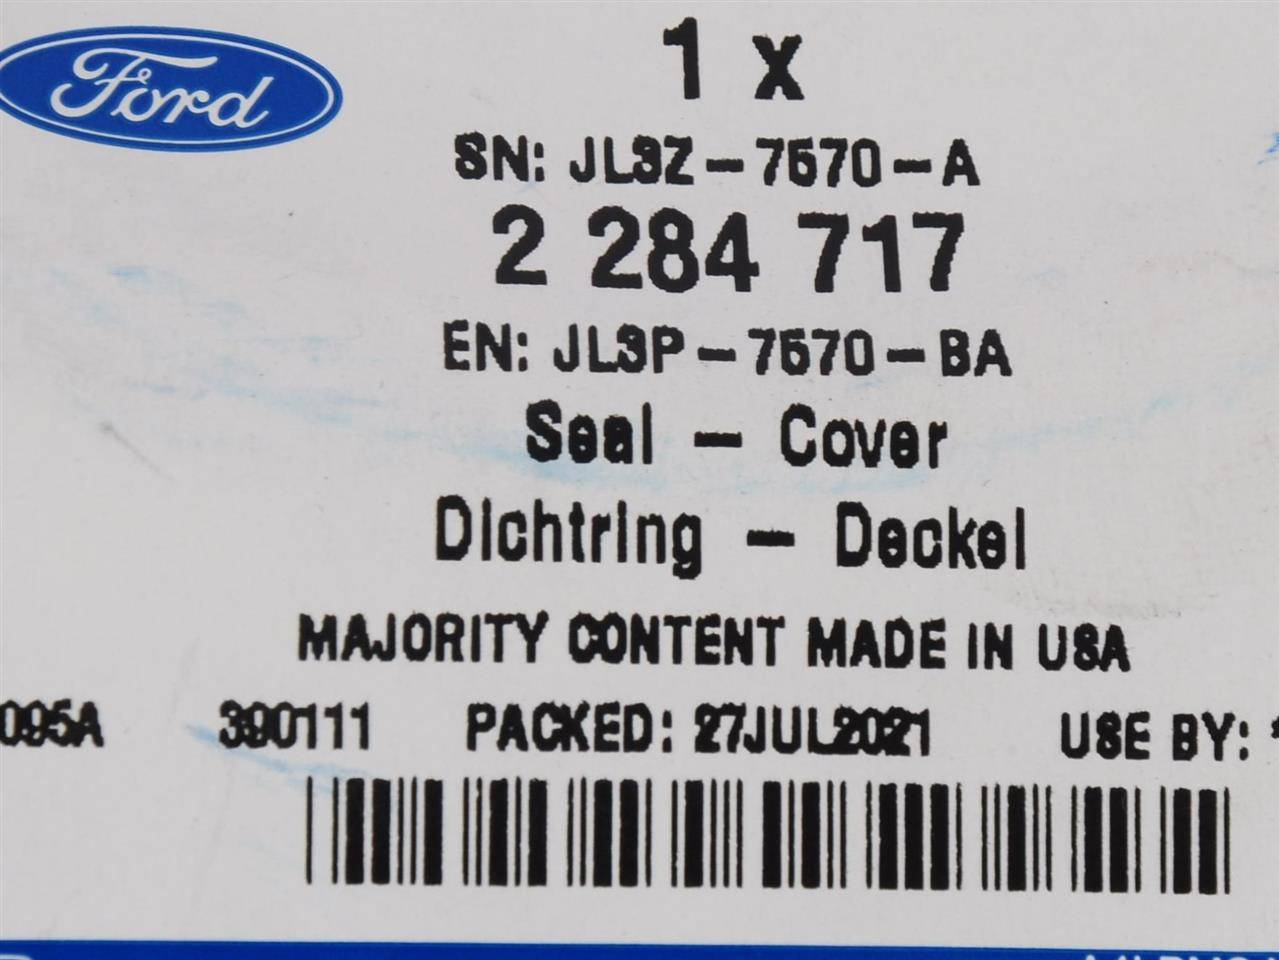 Ford
1 x
SN: JL3Z-7570-A
2 284 717
EN: JL3P-7570-BA
Seal - Cover
Dichtring - Deckel
MAJORITY CONTENT MADE IN USA
095A 390111 PACKED: 27JUL2021 USE BY: